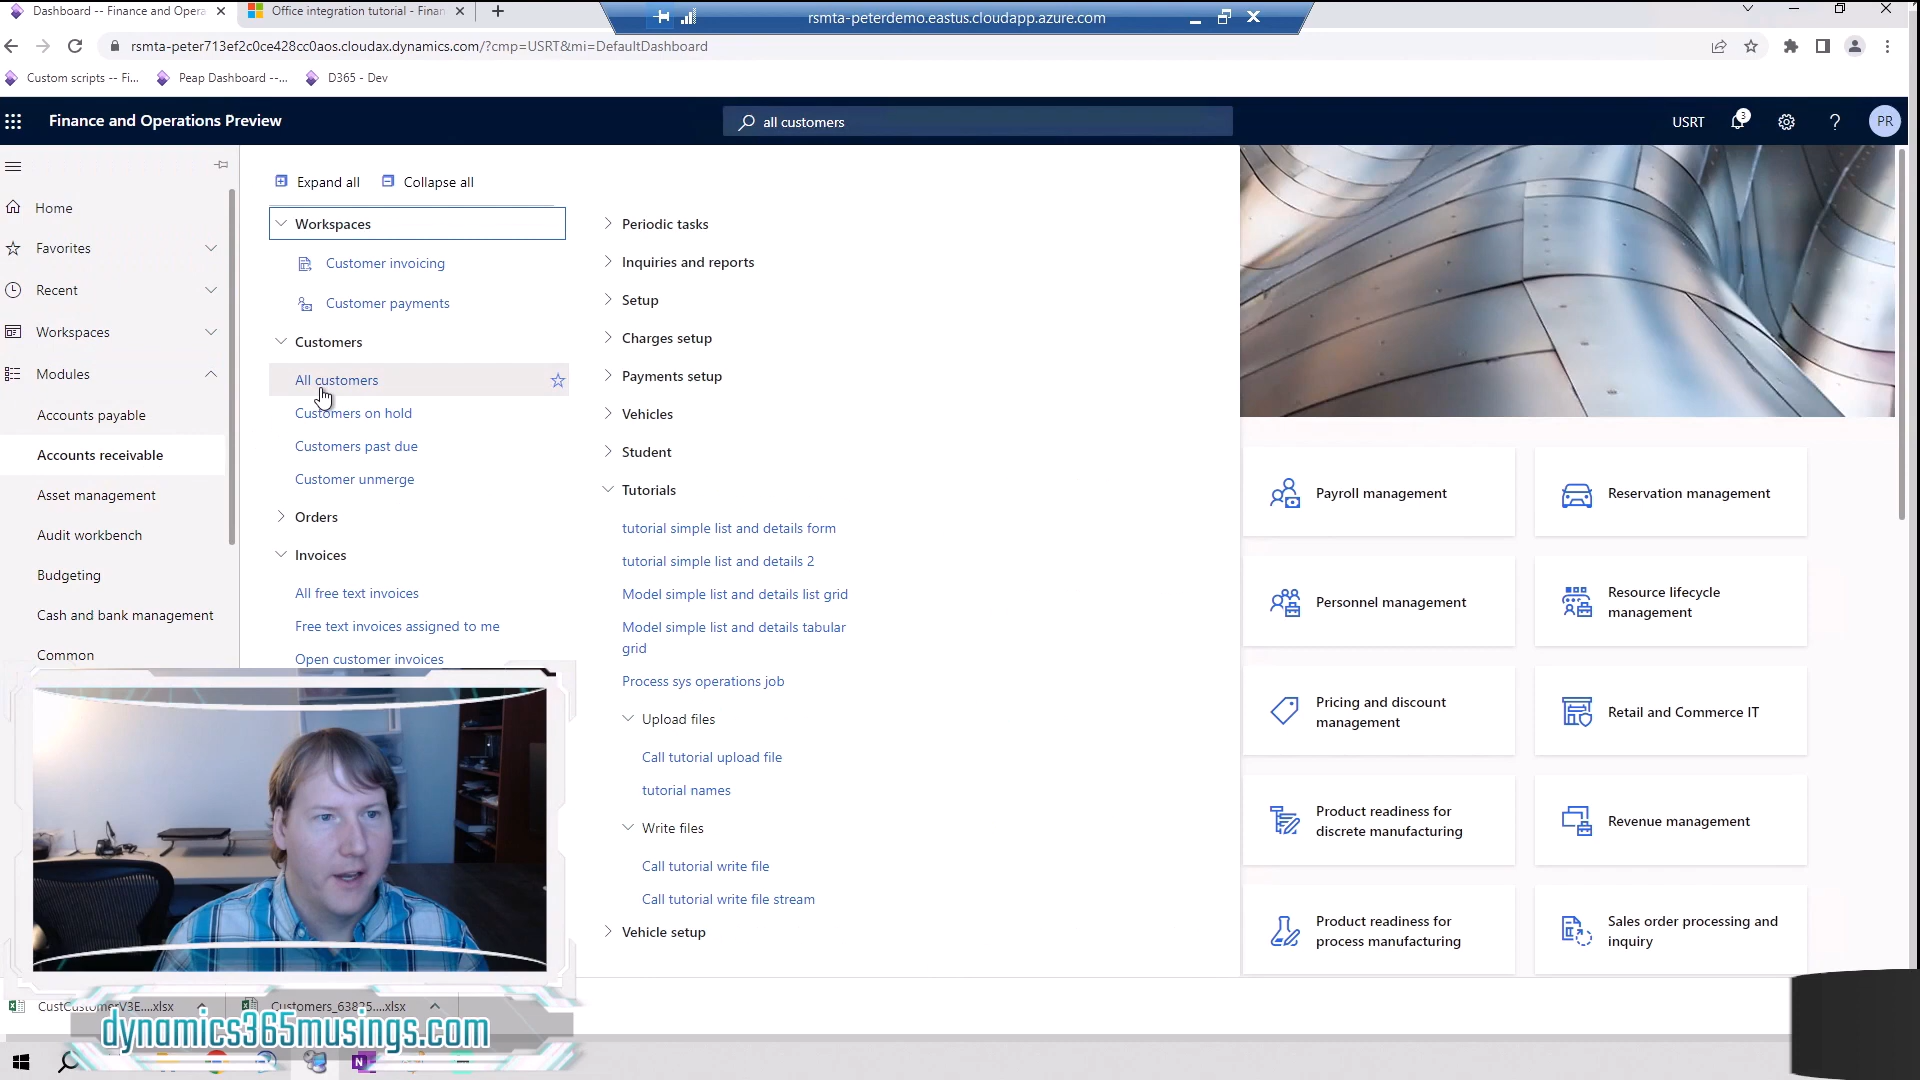 Dashboard -- Finance and Opera
Office integration tutorial - Finan
rsmta-peterdemo.eastus.cloudapp.azure.com
rsmta-peter713ef2c0ce428cc0aos.cloudax.dynamics.com/?cmp=USRT&mi=DefaultDashboard
Custom scripts -- Fi...
Peap Dashboard --...
D365 - Dev
Finance and Operations Preview
all customers
USRT
3
?
PR
Home
Favorites
Recent
Workspaces
Modules
Accounts payable
Accounts receivable
Asset management
Audit workbench
Budgeting
Cash and bank management
Common
Expand all
Collapse all
Workspaces
Customer invoicing
Customer payments
Customers
All customers
Customers on hold
Customers past due
Customer unmerge
Orders
Invoices
All free text invoices
Free text invoices assigned to me
Open customer invoices
Periodic tasks
Inquiries and reports
Setup
Charges setup
Payments setup
Vehicles
Student
Tutorials
tutorial simple list and details form
tutorial simple list and details 2
Model simple list and details list grid
Model simple list and details tabular
grid
Process sys operations job
Upload files
Call tutorial upload file
tutorial names
Write files
Call tutorial write file
Call tutorial write file stream
Vehicle setup
Payroll management
Reservation management
Personnel management
Resource lifecycle
management
Pricing and discount
management
Retail and Commerce IT
Product readiness for
discrete manufacturing
Revenue management
Product readiness for
process manufacturing
Sales order processing and
inquiry
CustCustomerV3E....xlsx
Customers_63825....xlsx
dynamics365musings.com